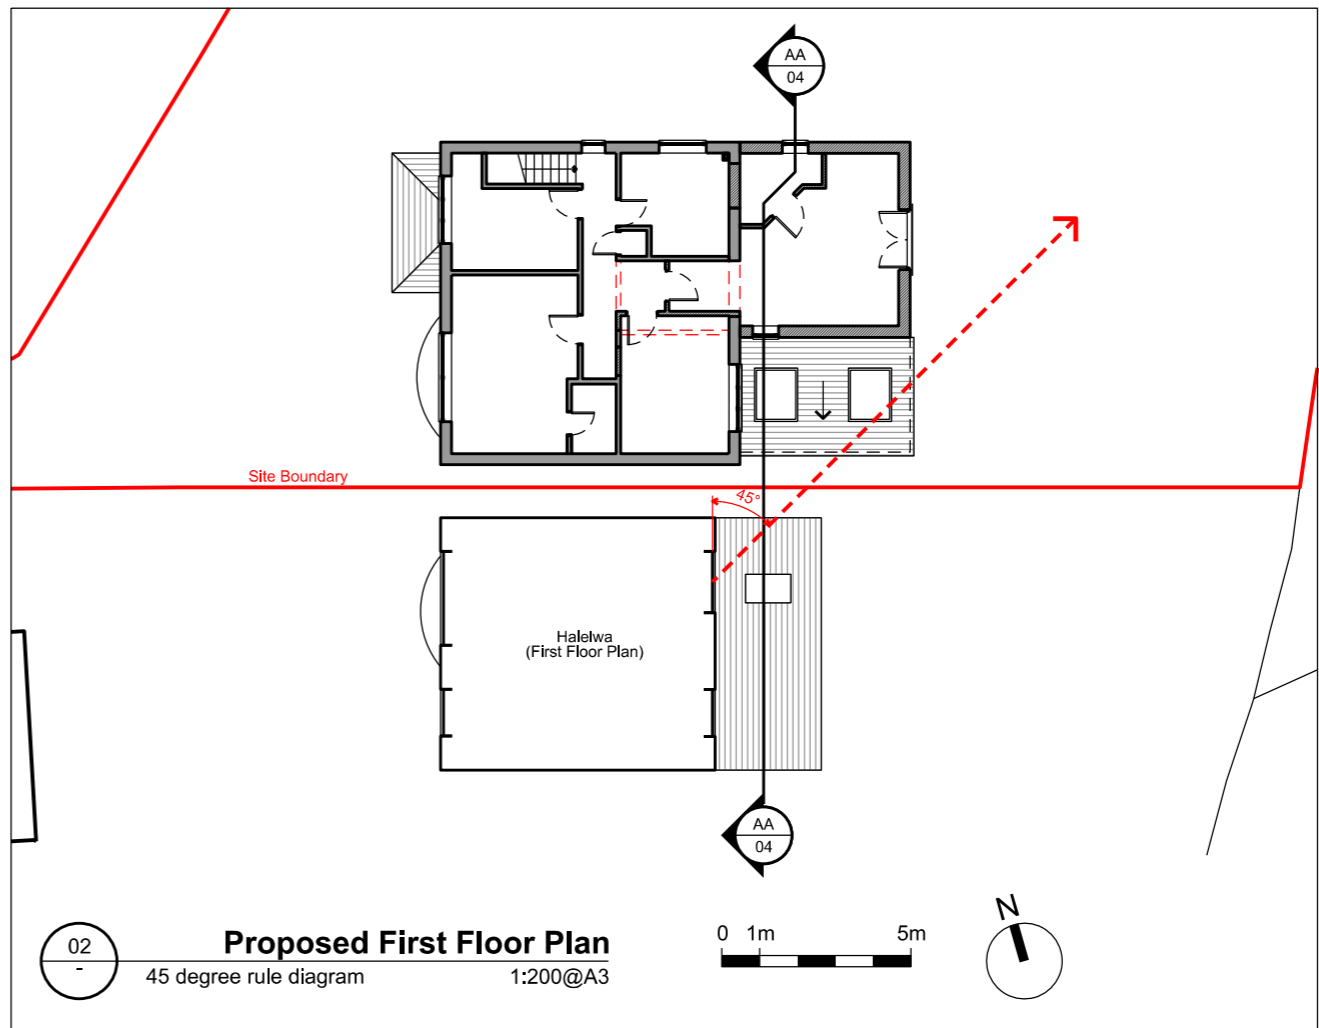 AA
04
Site Boundary
45°
Halelwa
(First Floor Plan)
AA
04
02
-
Proposed First Floor Plan
45 degree rule diagram 1:200@A3
0 1m 5m
N